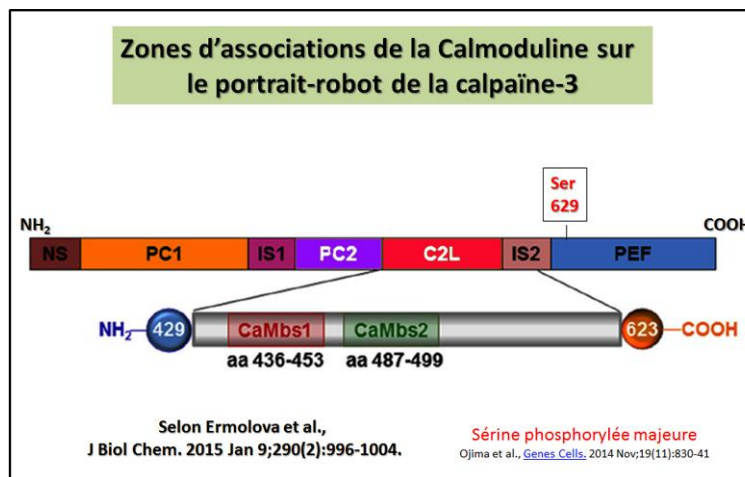 Zones d’associations de la Calmoduline sur
le portrait-robot de la calpaïne-3
Ser
629
NH2
COOH
NS PC1 IS1 PC2 C2L IS2 PEF
NH2 429 CaMbs1 CaMbs2 623 COOH
aa 436-453 aa 487-499
Selon Ermolova et al.,
J Biol Chem. 2015 Jan 9;290(2):996-1004.
Sérine phosphorylée majeure
Ojima et al., Genes Cells. 2014 Nov;19(11):830-41